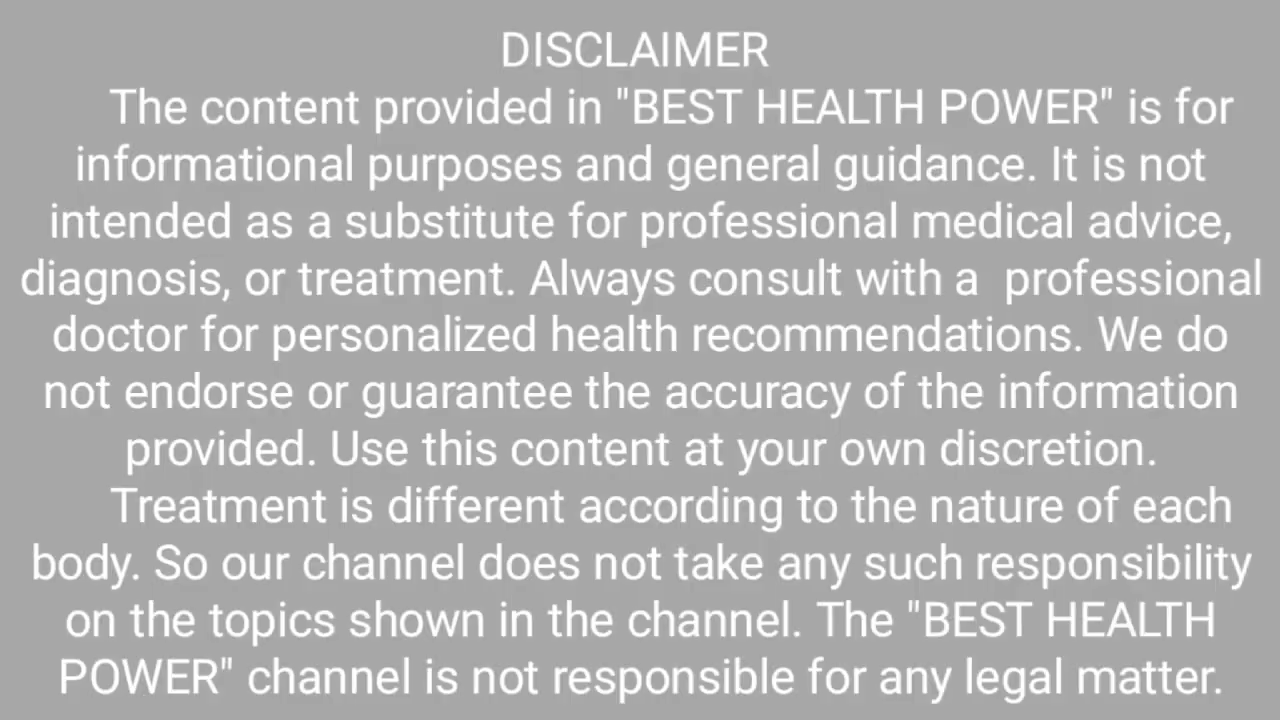 DISCLAIMER
The content provided in "BEST HEALTH POWER" is for
informational purposes and general guidance. It is not
intended as a substitute for professional medical advice,
diagnosis, or treatment. Always consult with a  professional
doctor for personalized health recommendations. We do
not endorse or guarantee the accuracy of the information
provided. Use this content at your own discretion.
Treatment is different according to the nature of each
body. So our channel does not take any such responsibility
on the topics shown in the channel. The "BEST HEALTH
POWER" channel is not responsible for any legal matter.